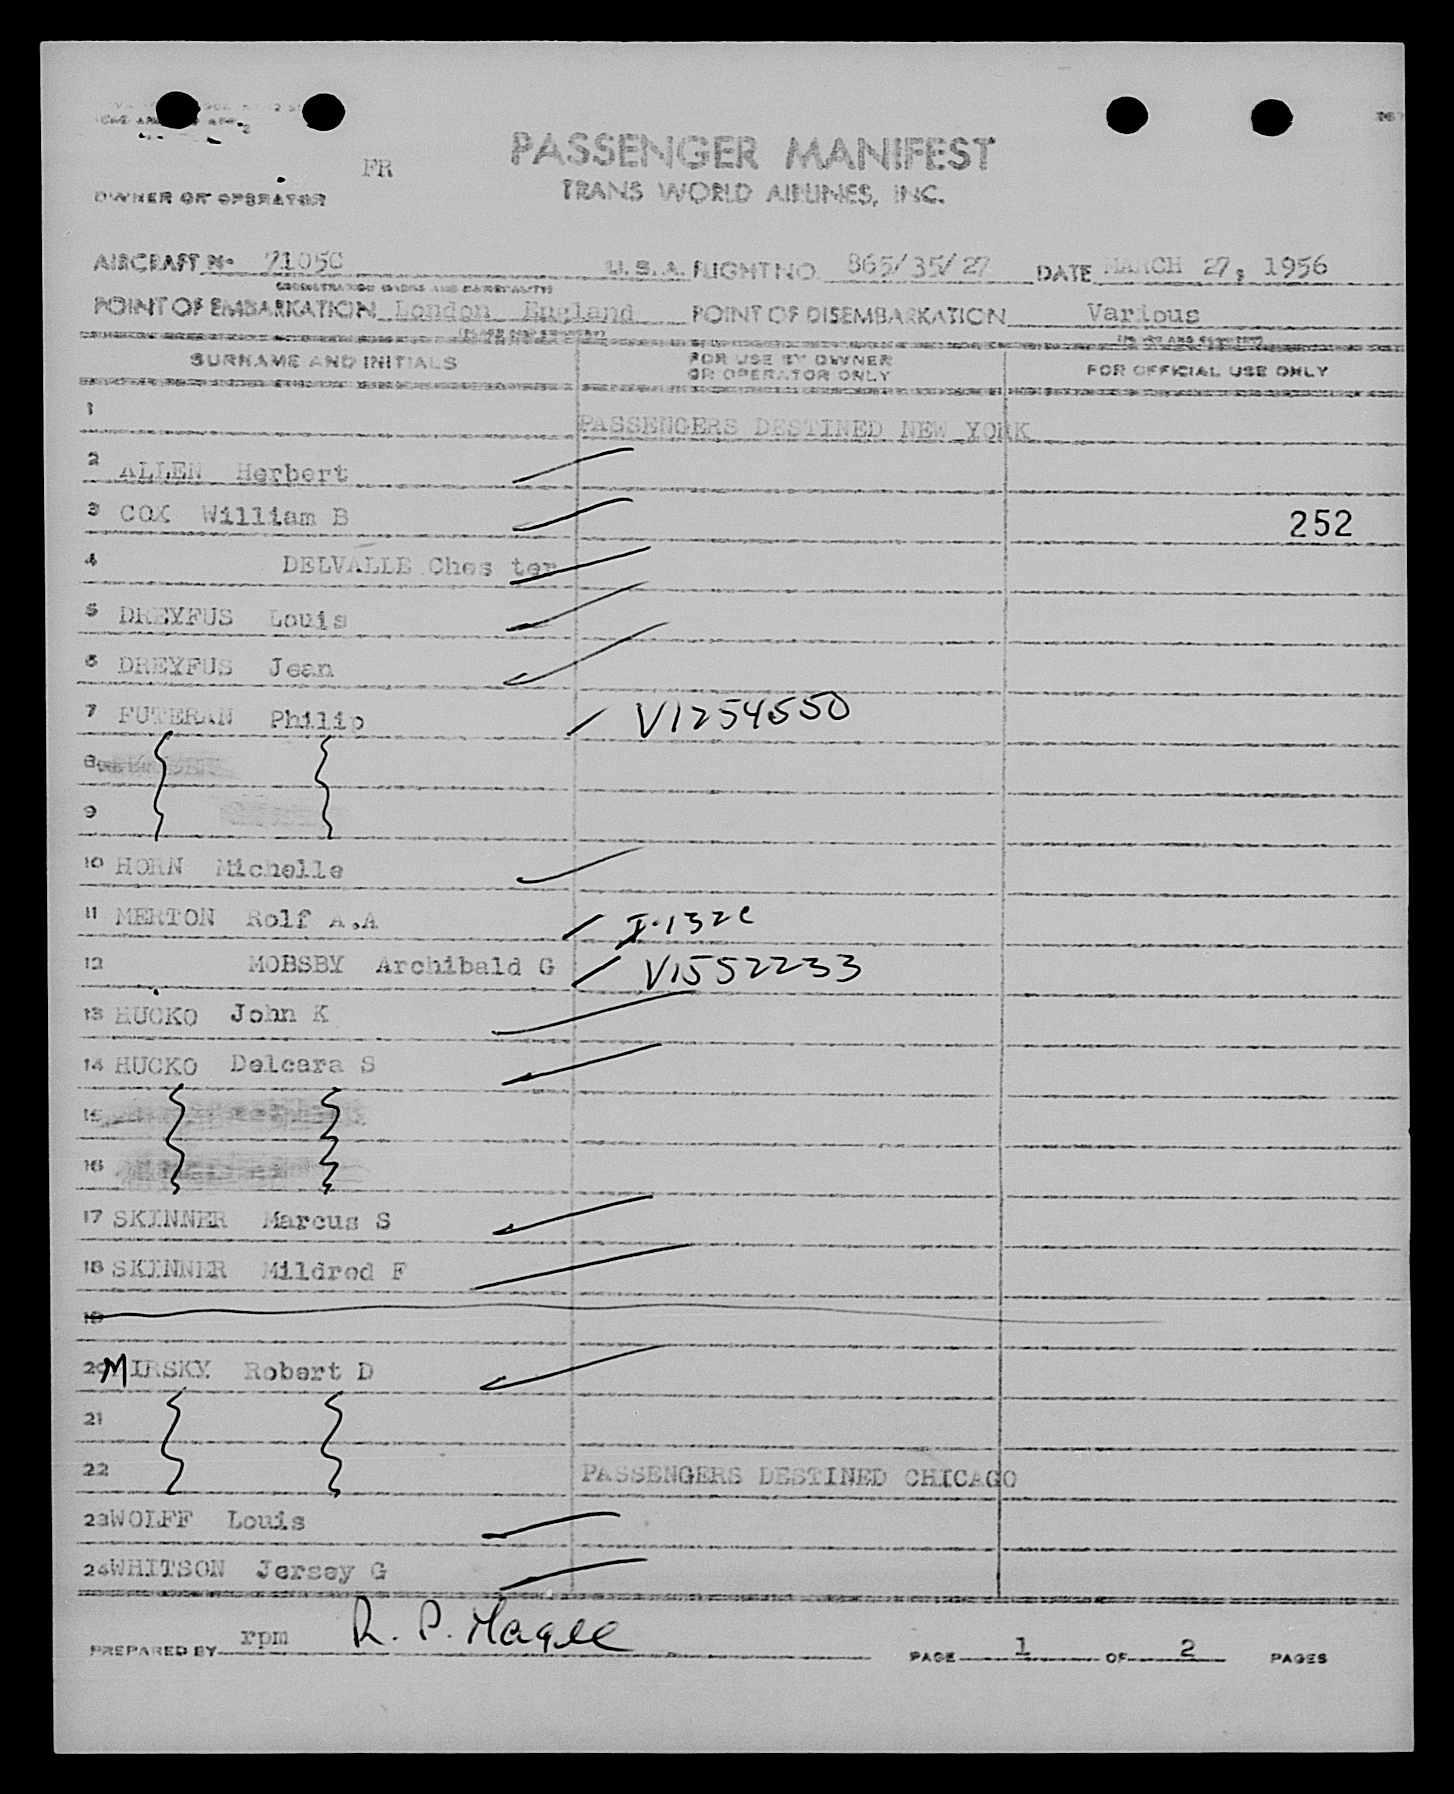 FR
PASSENGER MANIFEST
TRANS WORLD AIRLINES, INC.
OWNER OR OPERATOR
AIRCRAFT No 7105C U.S.A. FLIGHT NO. 865/35/27 DATE MARCH 27, 1956
POINT OF EMBARKATION London England POINT OF DISEMBARKATION Various
SURNAME AND INITIALS FOR USE BY OWNER OR OPERATOR ONLY FOR OFFICIAL USE ONLY
1 PASSENGERS DESTINED NEW YORK
2 ALLEN Herbert
3 COX William B 252
4 DELVALLE Ches ter
5 DREYFUS Louis
6 DREYFUS Jean
7 FUTERAN Philip V1254550
8
9
10 HORN Michelle
11 MERTON Rolf A.A I-132c
12 MOBSBY Archibald G V1552233
13 HUCKO John K
14 HUCKO Delcara S
15
16
17 SKINNER Marcus S
18 SKINNER Mildred F
19
20 MIRSKY Robert D
21
22 PASSENGERS DESTINED CHICAGO
23 WOLFF Louis
24 WHITSON Jersey G
PREPARED BY rpm R. P. Magee PAGE 1 OF 2 PAGES